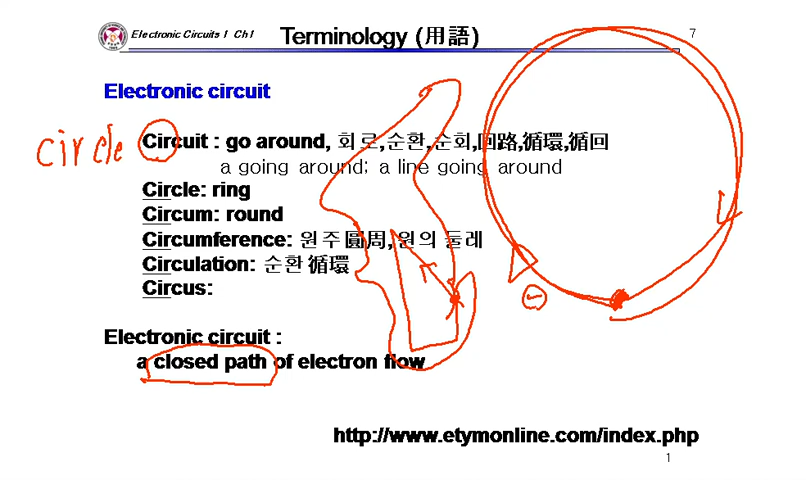 Electronic Circuits 1 Ch1
Terminology (用語)
7
Electronic circuit
circle
Circuit : go around, 회로,순환,순회,回路,循環,循回
a going around; a line going around
Circle: ring
Circum: round
Circumference: 원주 圓周,원의 둘레
Circulation: 순환 循環
Circus:
Electronic circuit :
a closed path of electron flow
http://www.etymonline.com/index.php
1